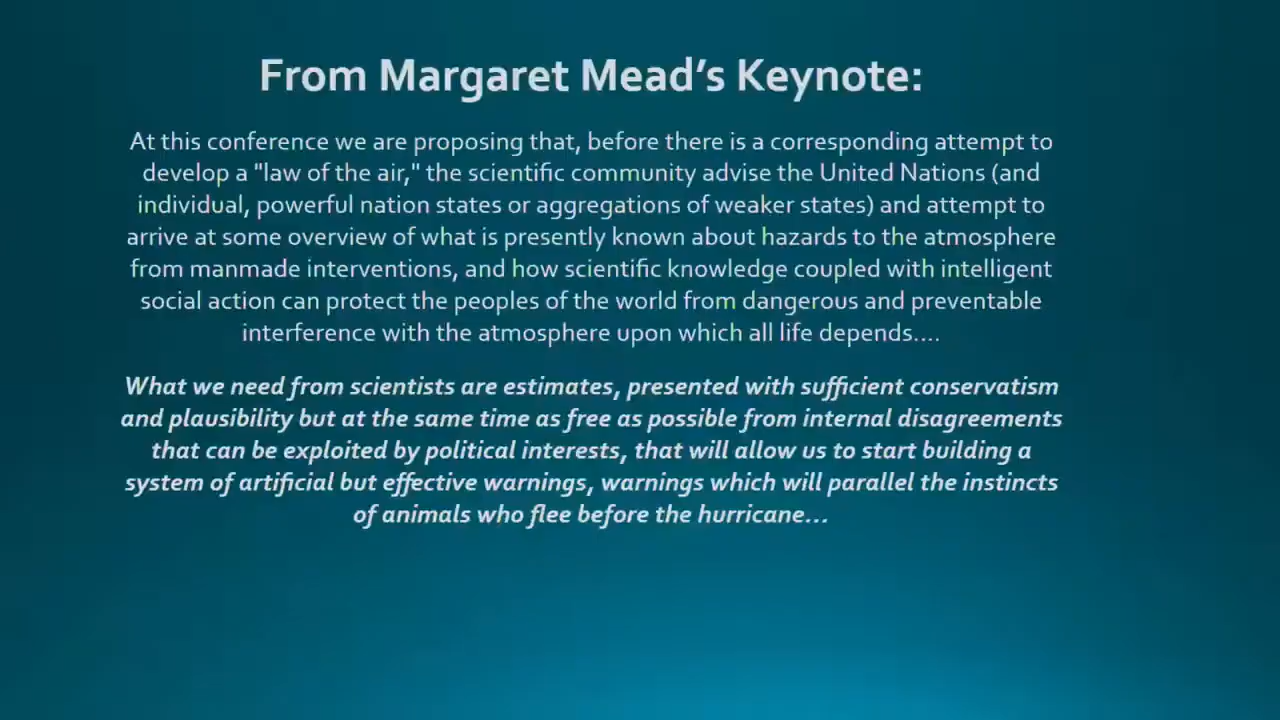 From Margaret Mead’s Keynote:
At this conference we are proposing that, before there is a corresponding attempt to
develop a "law of the air," the scientific community advise the United Nations (and
individual, powerful nation states or aggregations of weaker states) and attempt to
arrive at some overview of what is presently known about hazards to the atmosphere
from manmade interventions, and how scientific knowledge coupled with intelligent
social action can protect the peoples of the world from dangerous and preventable
interference with the atmosphere upon which all life depends....
What we need from scientists are estimates, presented with sufficient conservatism
and plausibility but at the same time as free as possible from internal disagreements
that can be exploited by political interests, that will allow us to start building a
system of artificial but effective warnings, warnings which will parallel the instincts
of animals who flee before the hurricane...